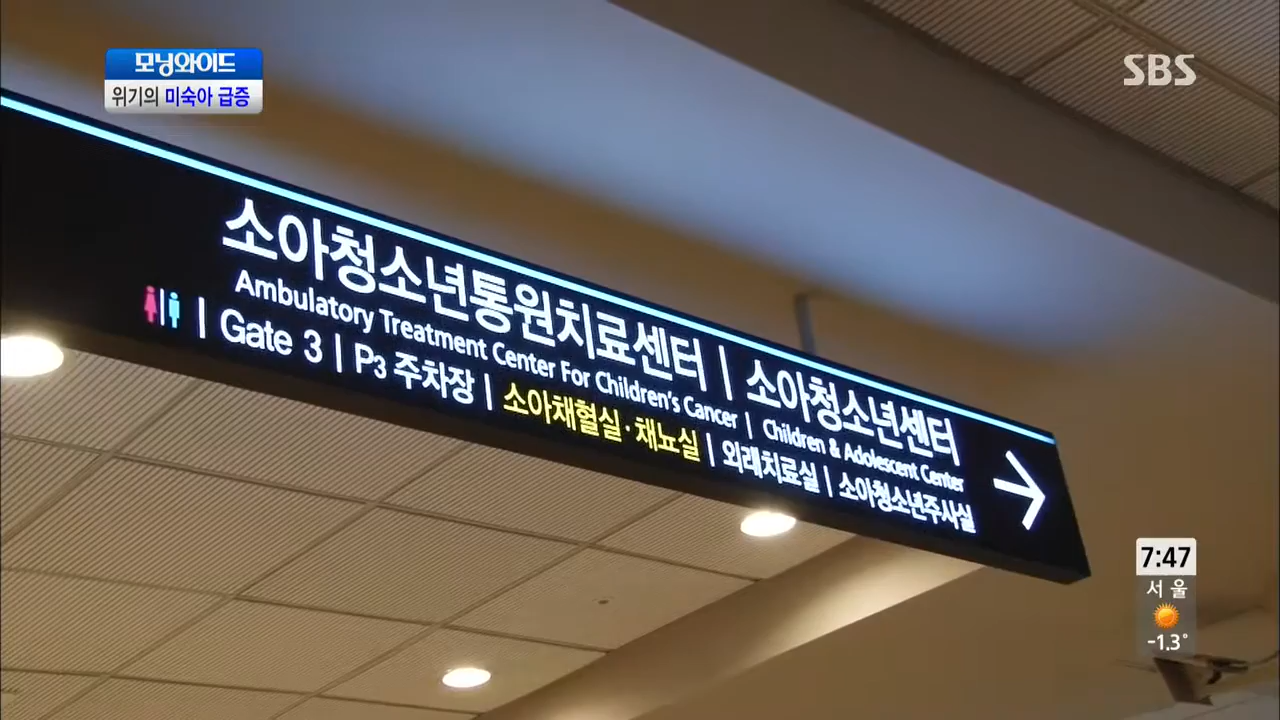 모닝와이드
위기의 미숙아 급증
SBS
소아청소년통원치료센터 | 소아청소년센터
Ambulatory Treatment Center For Children's Cancer | Children & Adolescent Center
| Gate 3 | P3 주차장 | 소아채혈실·채뇨실 | 외래치료실 | 소아청소년주사실
7:47
서울
-1.3°